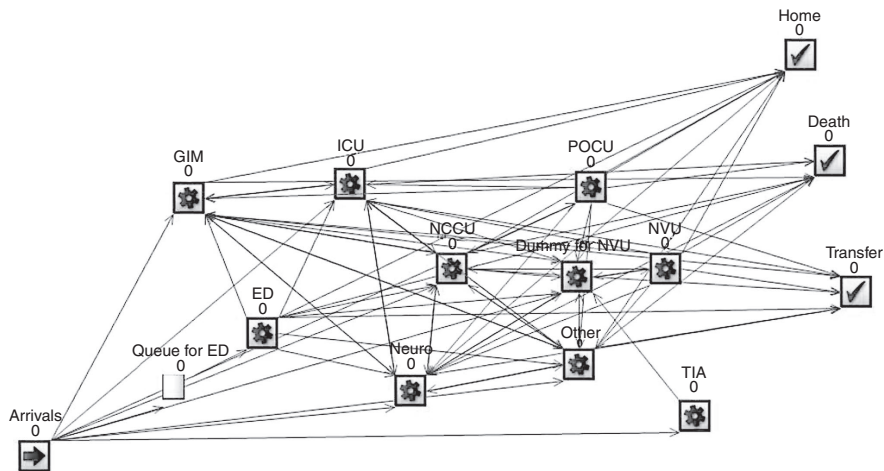 Home
0
Death
0
GIM
0
ICU
0
POCU
0
NCCU
0
Dummy for NVU
0
NVU
0
Transfer
0
ED
0
Queue for ED
0
Neuro
0
Other
0
TIA
0
Arrivals
0